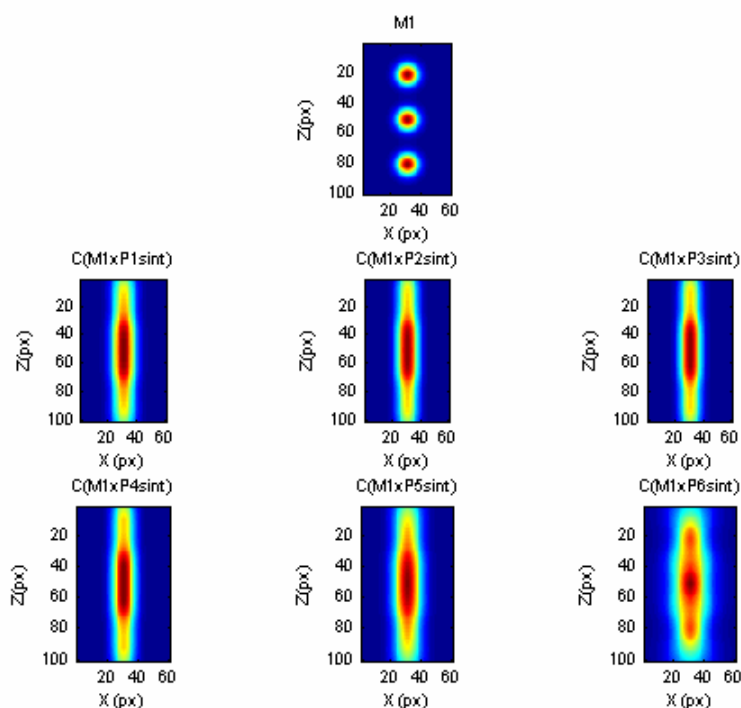 M1
20
40
60
80
100
Z(px)
20 40 60
X (px)
C(M1xP1sint) C(M1xP2sint) C(M1xP3sint)
20 20 20
40 40 40
60 60 60
80 80 80
100 100 100
Z(px) Z(px) Z(px)
20 40 60 20 40 60 20 40 60
X (px) X (px) X (px)
C(M1xP4sint) C(M1xP5sint) C(M1xP6sint)
20 20 20
40 40 40
60 60 60
80 80 80
100 100 100
Z(px) Z(px) Z(px)
20 40 60 20 40 60 20 40 60
X (px) X (px) X (px)